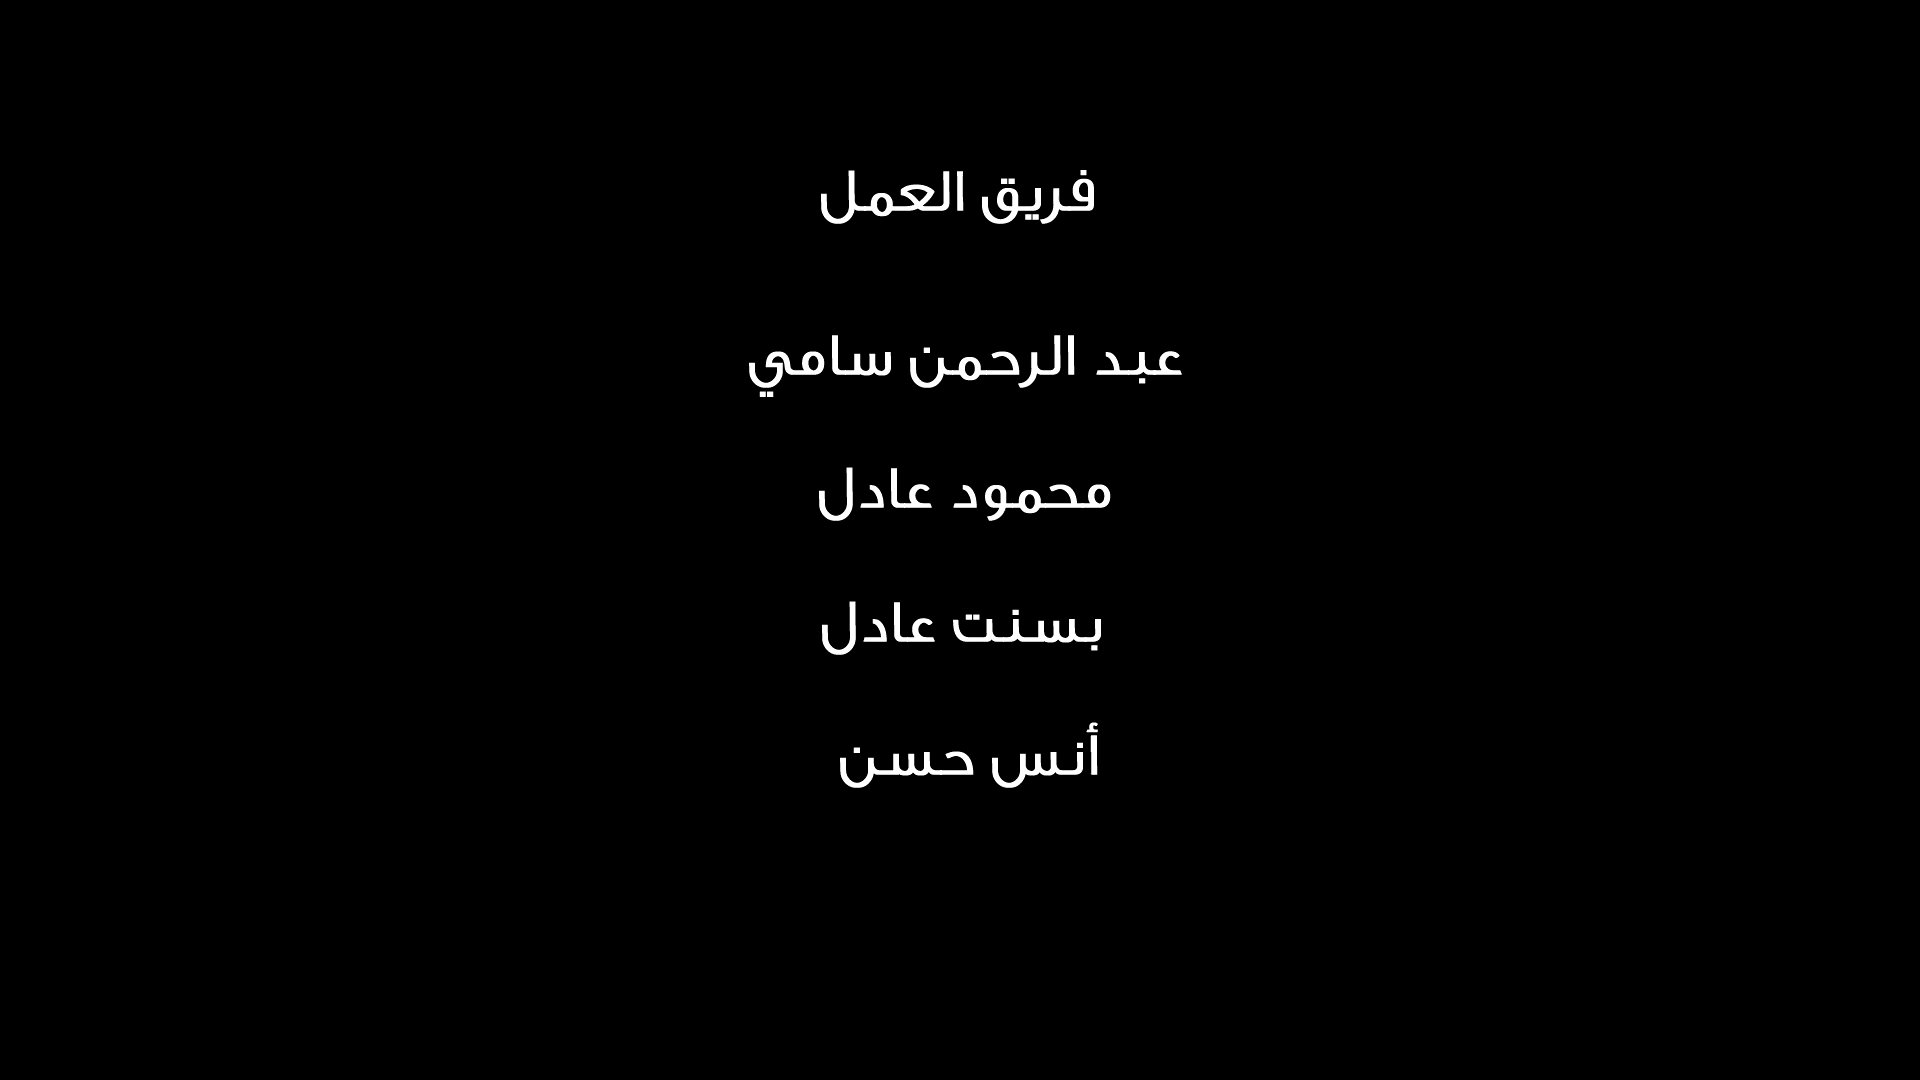 فريق العمل
عبد الرحمن سامي
محمود عادل
بسنت عادل
أنس حسن